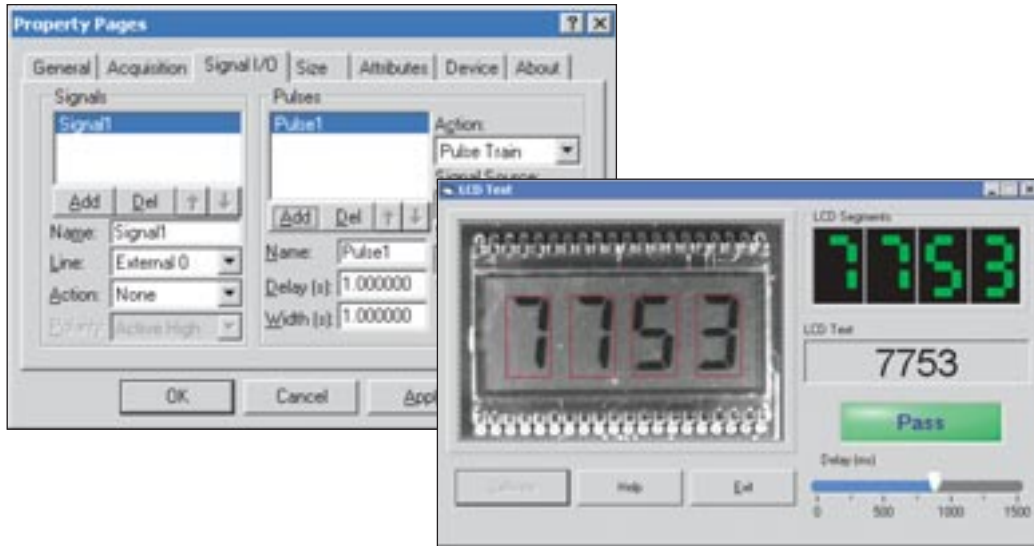 Property Pages
General Acquisition Signal I/O Size Attributes Device About
Signals
Signal1
Add Del
Name: Signal1
Line: External 0
Action: None
Active High
Pulses
Pulse1
Add Del
Name: Pulse1
Delay (s): 1.000000
Width (s): 1.000000
Action:
Pulse Train
Signal Source:
OK Cancel
LCD Test
7753
Help Exit
LCD Segments
7753
LCD Text
7753
Pass
Delay (ms)
0 500 1000 1500